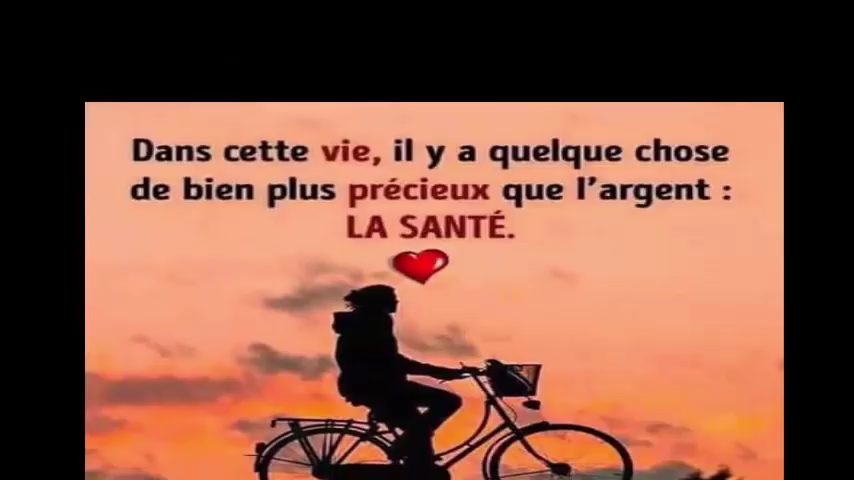 Dans cette vie, il y a quelque chose
de bien plus précieux que l'argent :
LA SANTÉ.